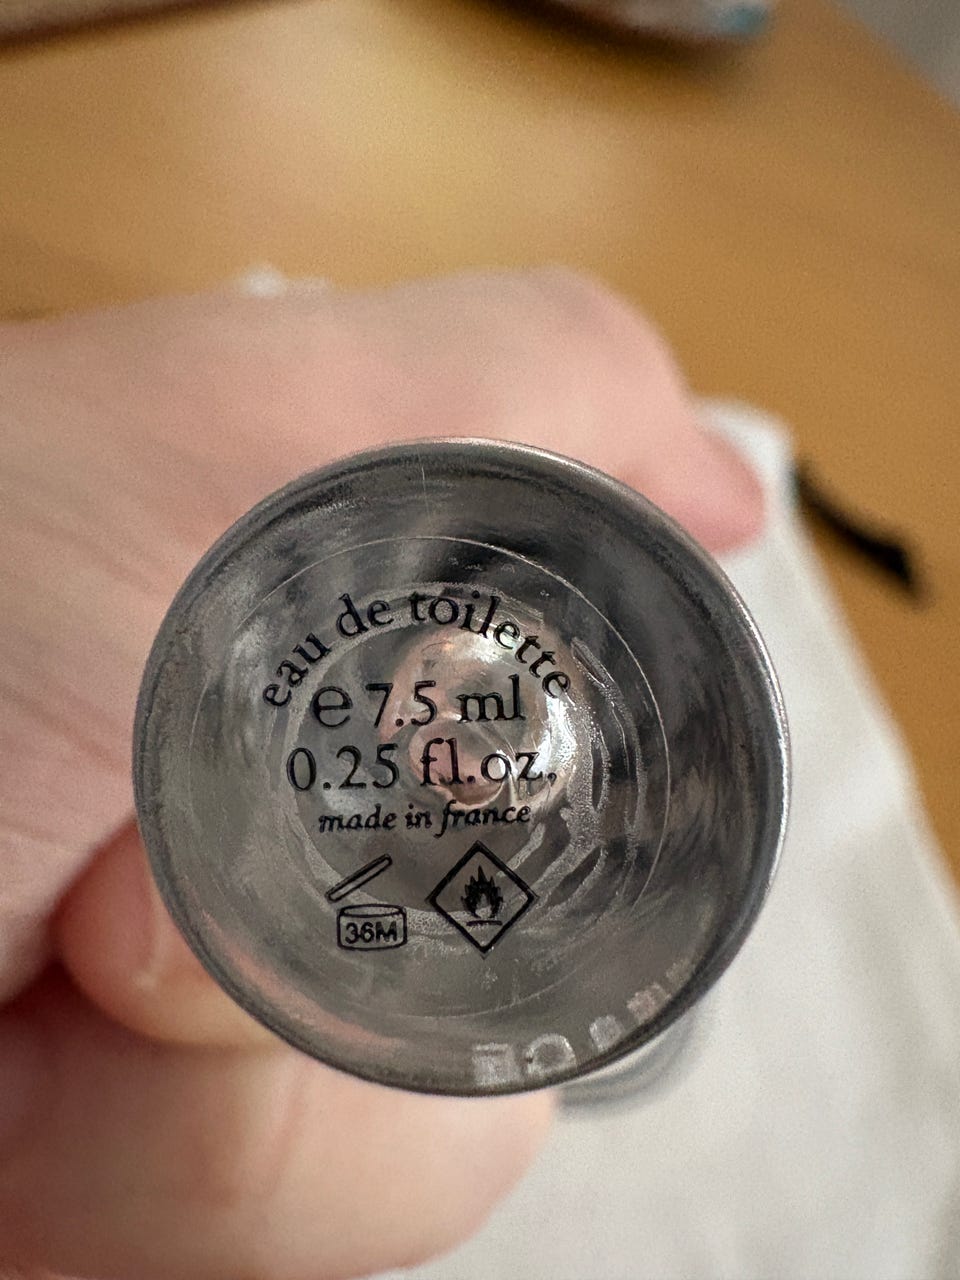 eau de toilette
e 7.5 ml
0.25 fl.oz.
made in france
36M